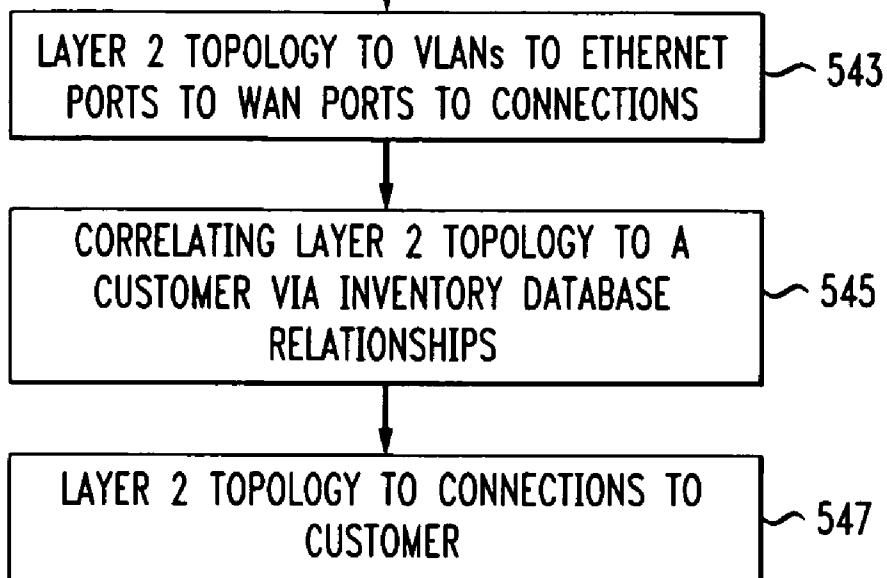 LAYER 2 TOPOLOGY TO VLANs TO ETHERNET
PORTS TO WAN PORTS TO CONNECTIONS
543
CORRELATING LAYER 2 TOPOLOGY TO A
CUSTOMER VIA INVENTORY DATABASE
RELATIONSHIPS
545
LAYER 2 TOPOLOGY TO CONNECTIONS TO
CUSTOMER
547